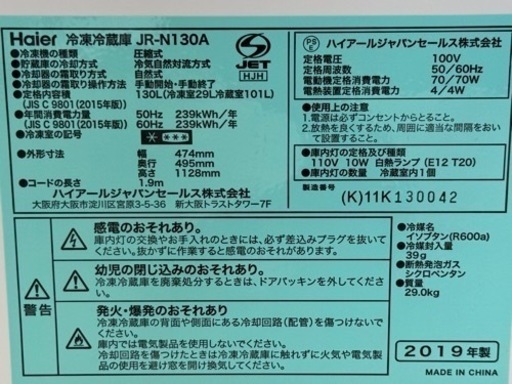 Haier 冷凍冷蔵庫 JR-N130A
●冷凍機の種類 圧縮式
●貯蔵庫の冷却方式 冷気自然対流方式
●冷却器の霜取り方式 自然式
●冷却器の霜取り操作方法 手動開始・手動終了
●定格内容積 130L(冷凍室29L冷蔵室101L)
(JIS C 9801(2015年版))
●年間消費電力量 50Hz 239kWh/年
(JIS C 9801(2015年版)) 60Hz 239kWh/年
●冷凍室の記号
●外形寸法 幅 474mm
奥行 495mm
高さ 1128mm
●コードの長さ 1.9m
ハイアールジャパンセールス株式会社
大阪府大阪市淀川区宮原3-5-36 新大阪トラストタワー7F
S JET
HJH
PS E
ハイアールジャパンセールス株式会社
定格電圧 100V
定格周波数 50/60Hz
電動機定格消費電力 70/70W
電熱装置定格消費電力 4/4W
●使用上の注意
1.電源は必ずコンセントからとること。
2.放熱を良くするため、周囲に適当な間隔をおいて設置すること。
●庫内灯の定格及び種類
110V 10W 白熱ランプ(E12 T20)
●庫内灯の数量 冷蔵室内1個
製造番号 (K)11K130042
警告
感電のおそれあり。
庫内灯の交換やお手入れのときには、必ず差込みプラグを抜いてください。抜かずに作業すると感電のおそれあり。
幼児の閉じ込めのおそれあり。
冷凍冷蔵庫を廃棄処分するときは、ドアパッキンを外してください。
発火・爆発のおそれあり。
冷凍冷蔵庫の背面や側面の冷却回路(配管)を傷つけないでください。
庫内では電気製品を使用しないでください。
冷却回路を傷つけたときは冷凍冷蔵庫に触れずに火気や電気製品の使用を避け窓を開け換気してください。
●冷媒名
イソブタン(R600a)
●冷媒封入量
39g
●断熱発泡ガス
シクロペンタン
●質量
29.0kg
2019年製
MADE IN CHINA